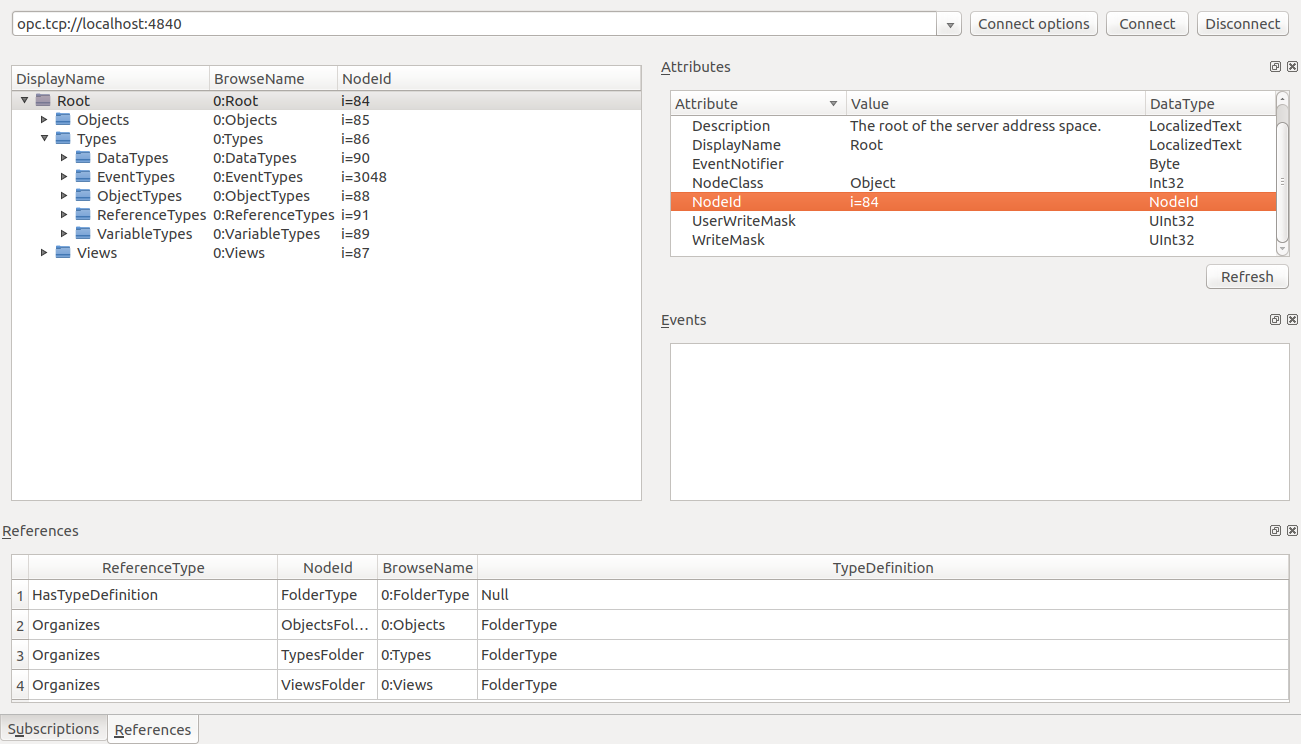 opc.tcp://localhost:4840
Connect options
Connect
Disconnect
DisplayName BrowseName NodeId
Root 0:Root i=84
Objects 0:Objects i=85
Types 0:Types i=86
DataTypes 0:DataTypes i=90
EventTypes 0:EventTypes i=3048
ObjectTypes 0:ObjectTypes i=88
ReferenceTypes 0:ReferenceTypes i=91
VariableTypes 0:VariableTypes i=89
Views 0:Views i=87
Attributes
Attribute Value DataType
Description The root of the server address space. LocalizedText
DisplayName Root LocalizedText
EventNotifier Byte
NodeClass Object Int32
NodeId i=84 NodeId
UserWriteMask UInt32
WriteMask UInt32
Refresh
Events
References
ReferenceType NodeId BrowseName TypeDefinition
1 HasTypeDefinition FolderType 0:FolderType Null
2 Organizes ObjectsFol... 0:Objects FolderType
3 Organizes TypesFolder 0:Types FolderType
4 Organizes ViewsFolder 0:Views FolderType
Subscriptions References